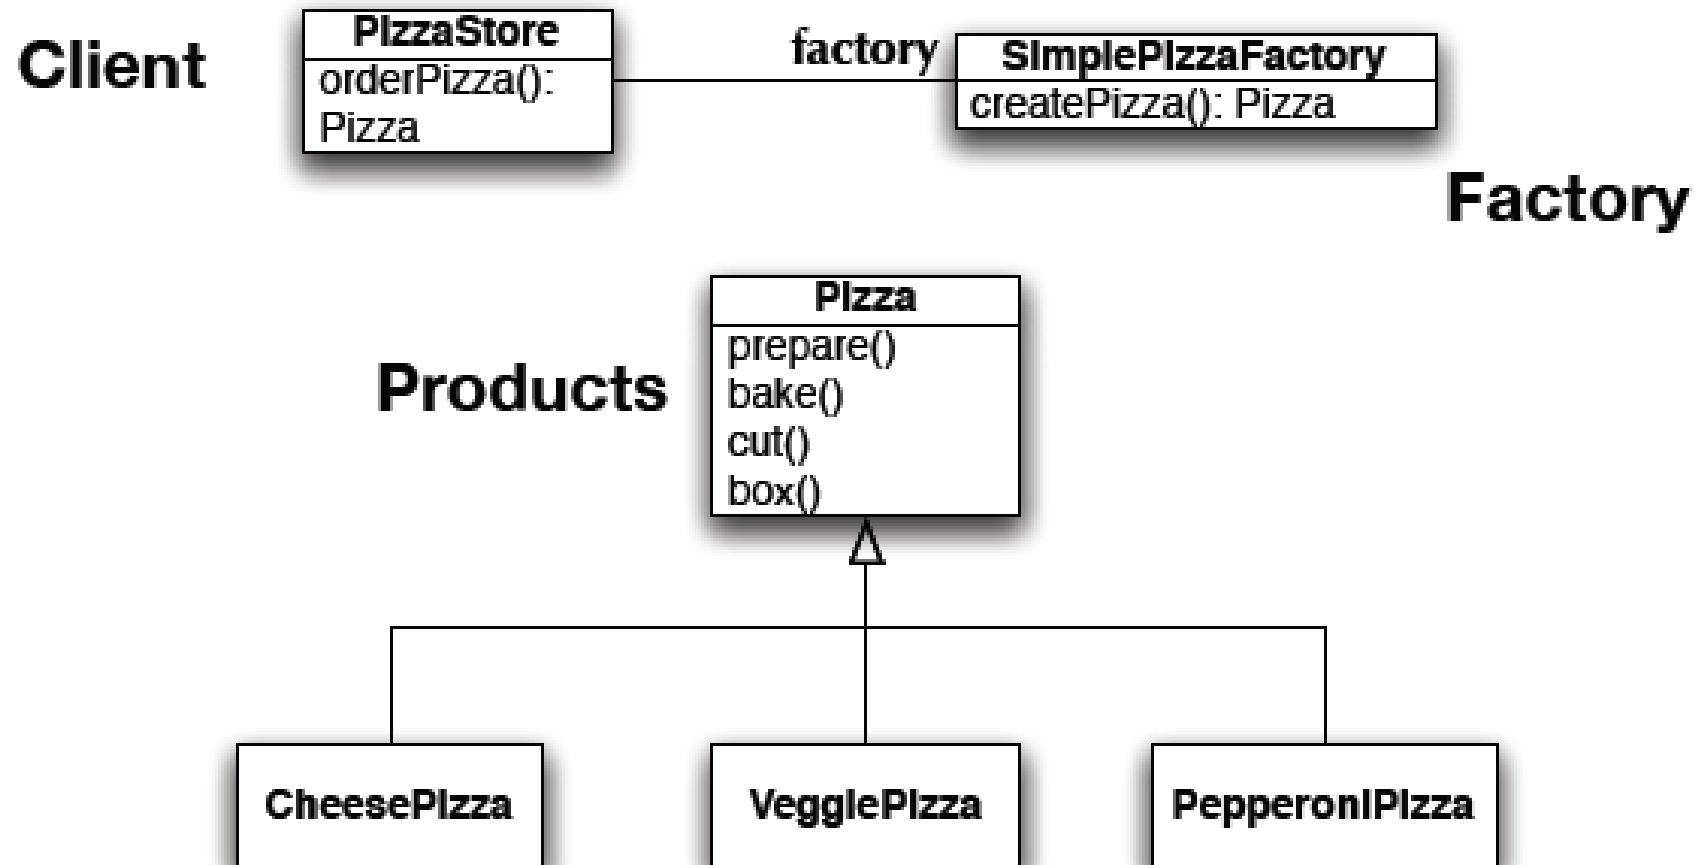 Client
PizzaStore
orderPizza():
Pizza
factory
SimplePizzaFactory
createPizza(): Pizza
Factory
Products
Pizza
prepare()
bake()
cut()
box()
CheesePizza
VeggiePizza
PepperoniPizza